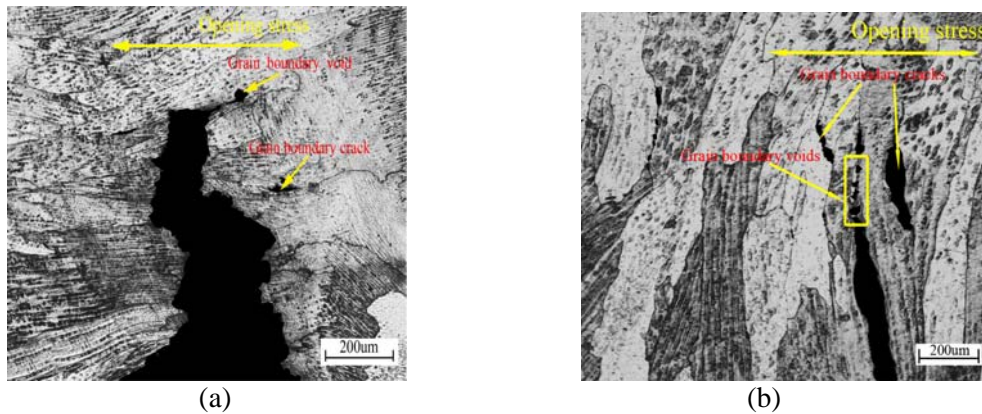 Opening stress
Grain boundary void
Grain boundary crack
200um
(a)
Opening stress
Grain boundary cracks
Grain boundary voids
200um
(b)